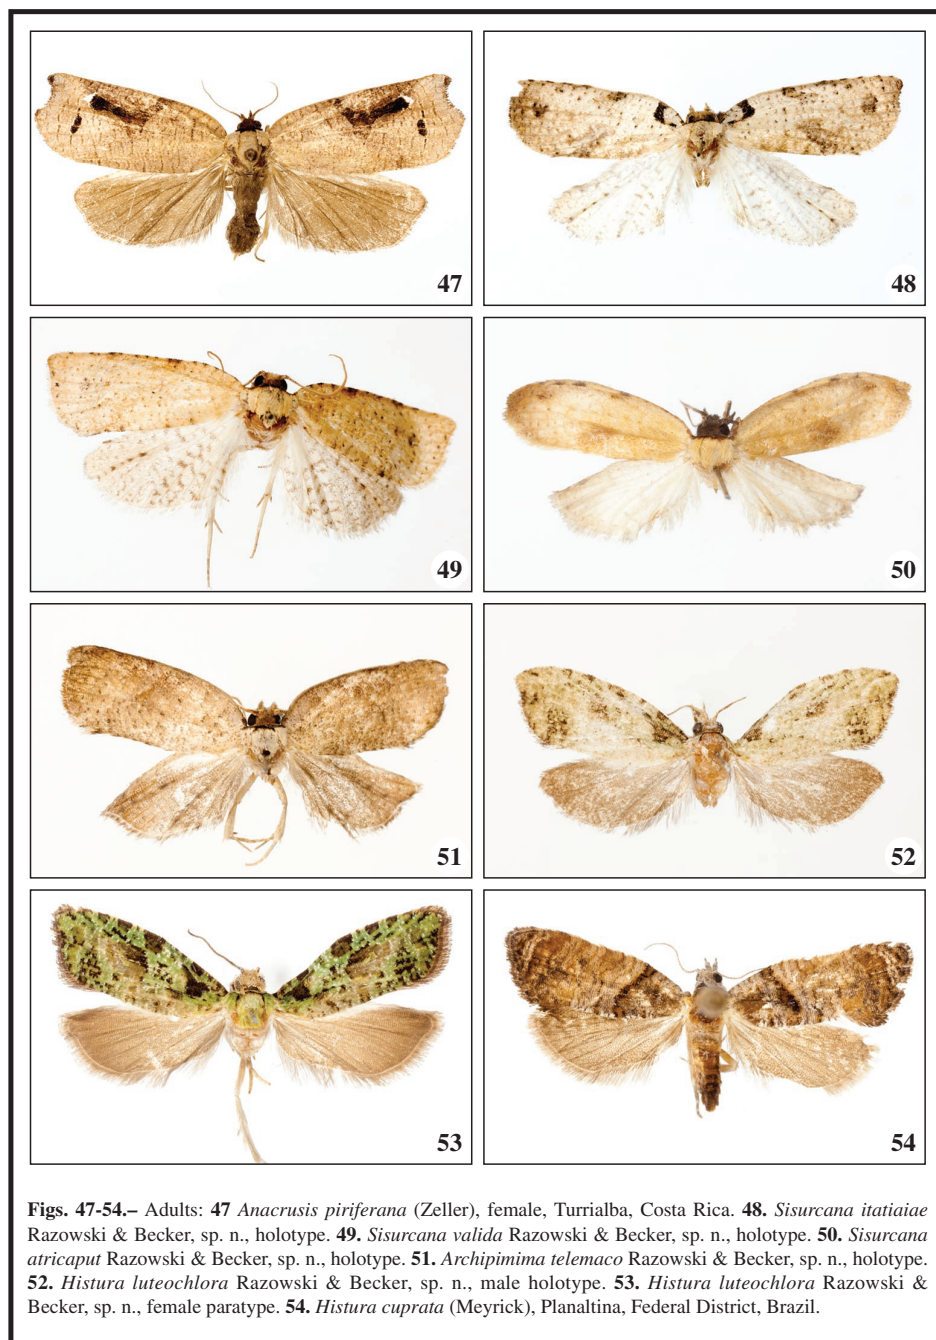 47
48
49
50
51
52
53
54
Figs. 47-54.– Adults: 47 Anacrusis piriferana (Zeller), female, Turrialba, Costa Rica. 48. Sisurcana itatiaiae
Razowski & Becker, sp. n., holotype. 49. Sisurcana valida Razowski & Becker, sp. n., holotype. 50. Sisurcana
atricaput Razowski & Becker, sp. n., holotype. 51. Archipimima telemaco Razowski & Becker, sp. n., holotype.
52. Histura luteochlora Razowski & Becker, sp. n., male holotype. 53. Histura luteochlora Razowski &
Becker, sp. n., female paratype. 54. Histura cuprata (Meyrick), Planaltina, Federal District, Brazil.